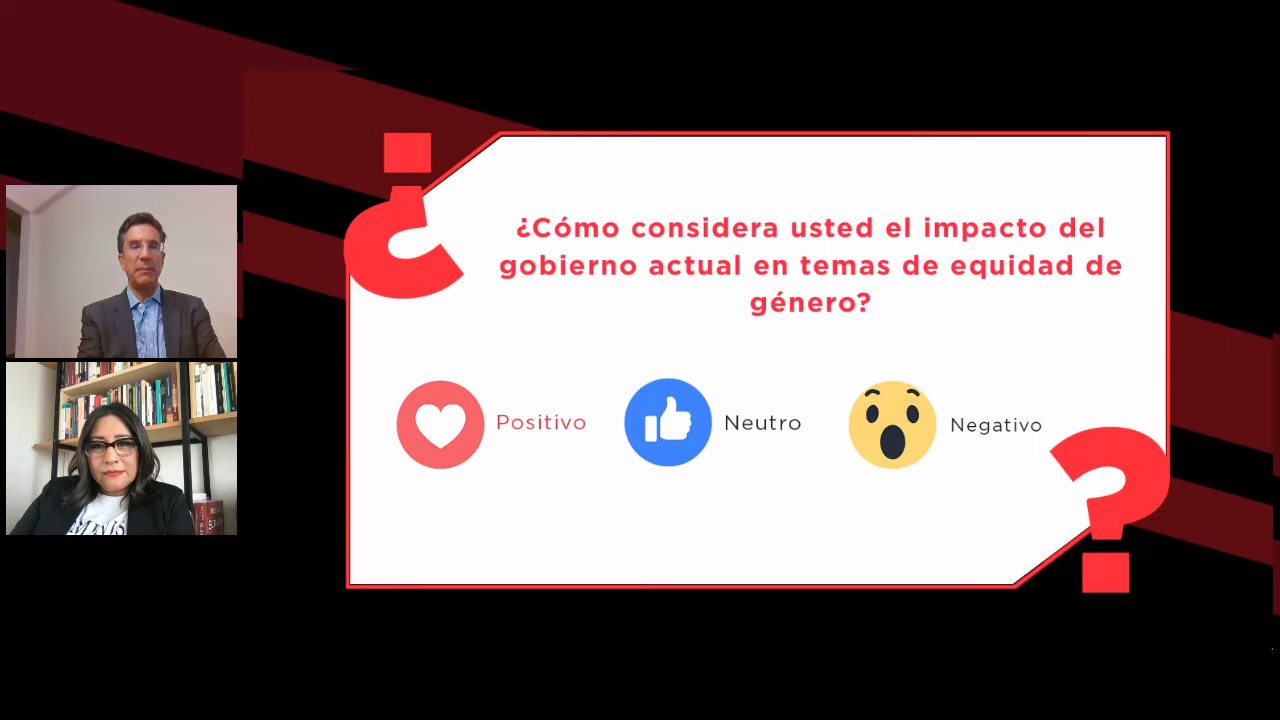 ¿Cómo considera usted el impacto del
gobierno actual en temas de equidad de
género?
Positivo
Neutro
Negativo